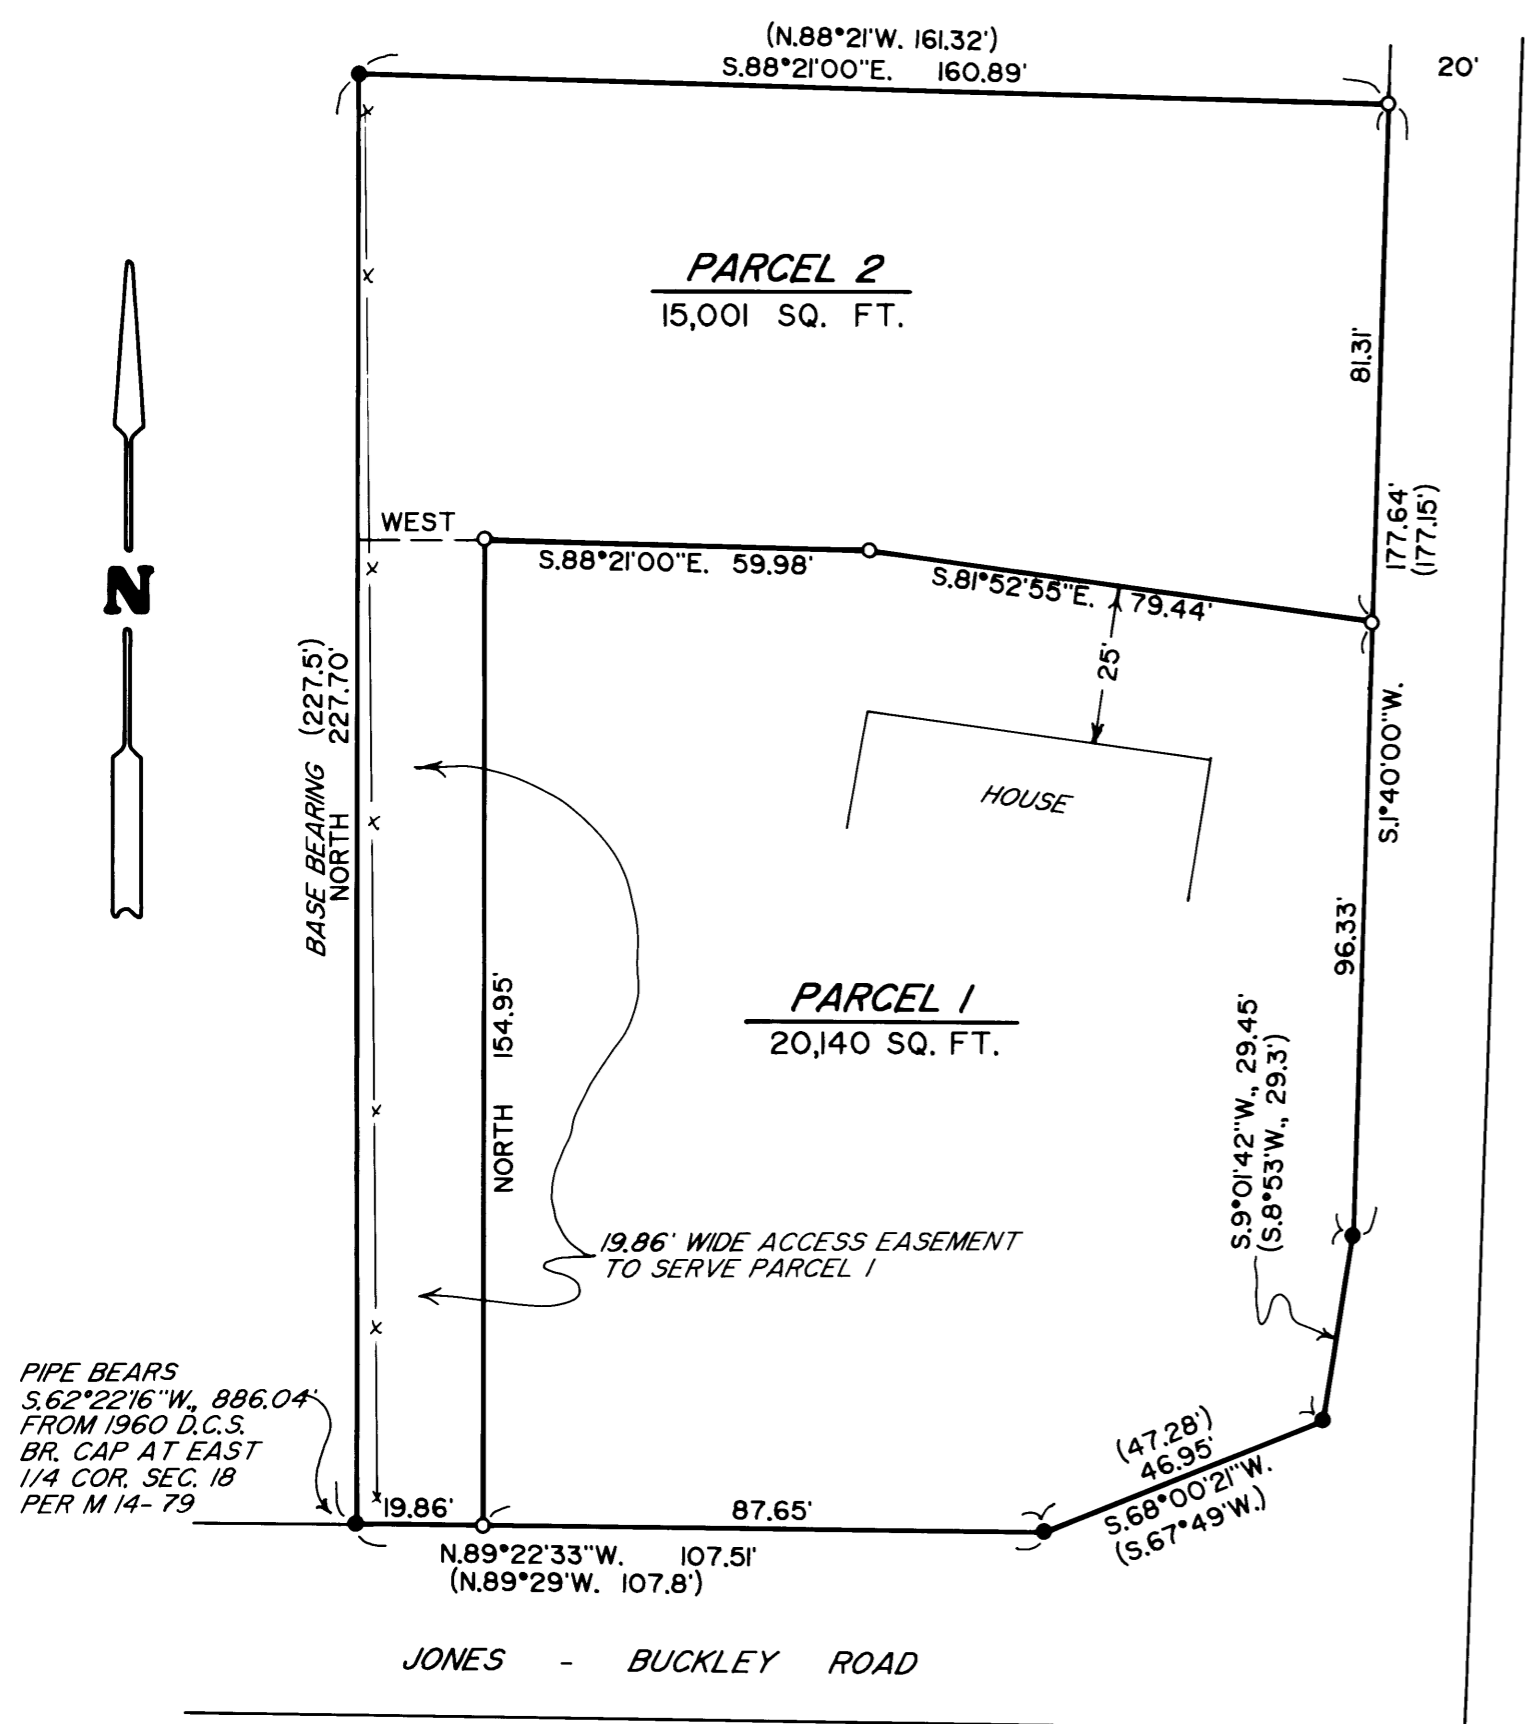 (N.88°21'W. 161.32')
S.88°21'00"E. 160.89'
20'
PARCEL 2
15,001 SQ. FT.
81.31'
WEST
S.88°21'00"E. 59.98'
S.81°52'55"E. 79.44'
177.64'
(177.15')
N
25'
BASE BEARING (227.5')
NORTH 227.70'
HOUSE
S.1°40'00"W.
96.33'
PARCEL 1
20,140 SQ. FT.
NORTH 154.95'
S.9°01'42"W., 29.45'
(S.8°53'W., 29.3')
19.86' WIDE ACCESS EASEMENT
TO SERVE PARCEL 1
PIPE BEARS
S.62°22'16"W., 886.04'
FROM 1960 D.C.S.
BR. CAP AT EAST
1/4 COR. SEC. 18
PER M 14-79
(47.28')
46.95'
S.68°00'21"W.
(S.67°49'W.)
19.86'
87.65'
N.89°22'33"W. 107.51'
(N.89°29'W. 107.8')
JONES - BUCKLEY ROAD